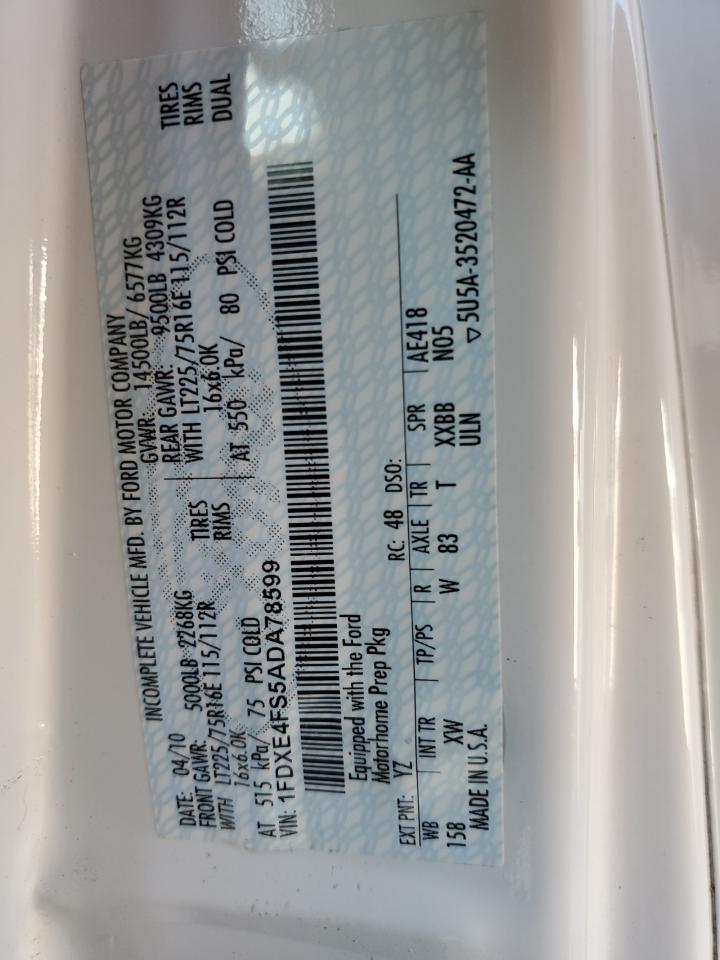 INCOMPLETE VEHICLE MFD. BY FORD MOTOR COMPANY
DATE: 04/10 GVWR: 14500LB/ 6577KG
FRONT GAWR: 5000LB 2268KG REAR GAWR: 9500LB 4309KG
WITH LT225/75R16E 115/112R TIRES WITH LT225/75R16E 115/112R TIRES
16x6.0K RIMS 16x6.0K RIMS
AT 515 kPa/ 75 PSI COLD AT 550 kPa/ 80 PSI COLD DUAL
VIN: 1FDXE4FS5ADA78599
Equipped with the Ford
Motorhome Prep Pkg
EXT PNT: YZ RC: 48 DSO:
WB INT TR TP/PS R AXLE TR SPR AE418
158 XW W 83 T XXBB N05
MADE IN U.S.A. ULN ▽5U5A-3520472-AA